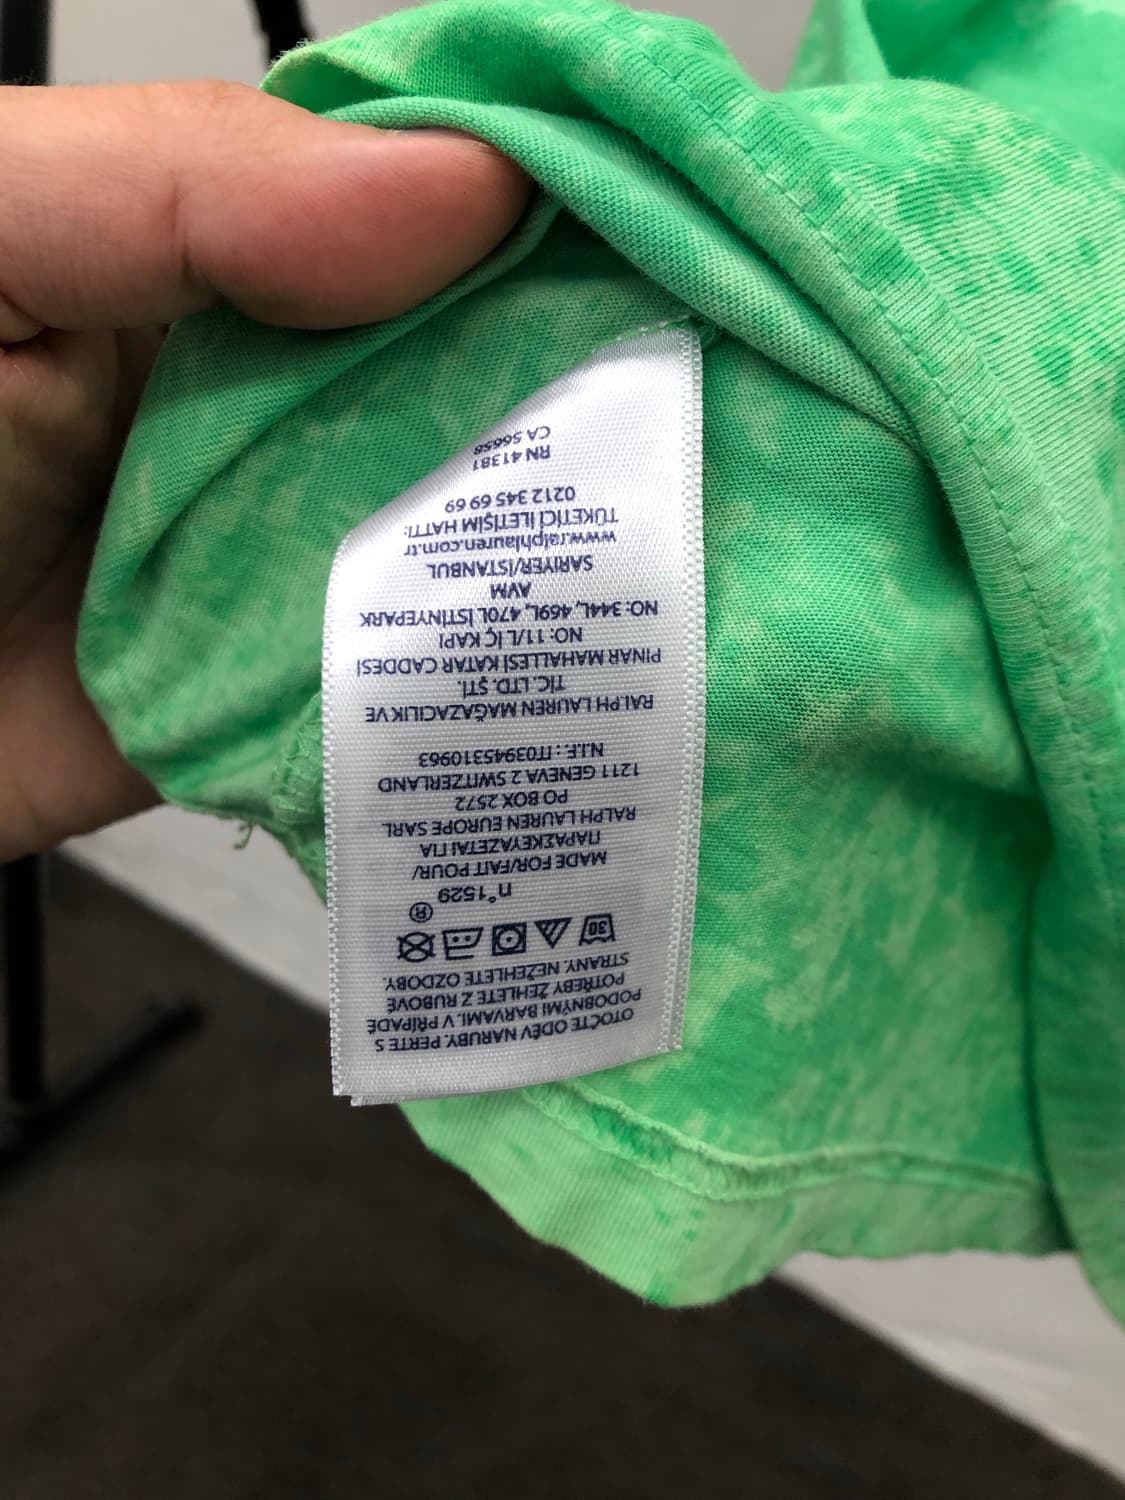 OTOČTE ODĚV NARUBY. PERTE S
PODOBNÝMI BARVAMI. V PŘÍPADĚ
POTŘEBY ŽEHLETE Z RUBOVÉ
STRANY. NEŽEHLETE OZDOBY.
30
®
n° 1529
MADE FOR/FAIT POUR/
ΠΑΡΑΣΚΕΥΑΖΕΤΑΙ ΓΙΑ
RALPH LAUREN EUROPE SARL
PO BOX 2572
1211 GENEVA 2 SWITZERLAND
N.I.F. : IT03945310963
RALPH LAUREN MAĞAZACILIK VE
TİC. LTD. ŞTİ.
PINAR MAHALLESİ KATAR CADDESİ
NO: 11/L İÇ KAPI
NO: 344L, 469L, 470L İSTİNYEPARK
AVM
SARIYER/İSTANBUL
www.ralphlauren.com.tr
TÜKETİCİ İLETİŞİM HATTI:
0212 345 69 69
RN 41381
CA 56658